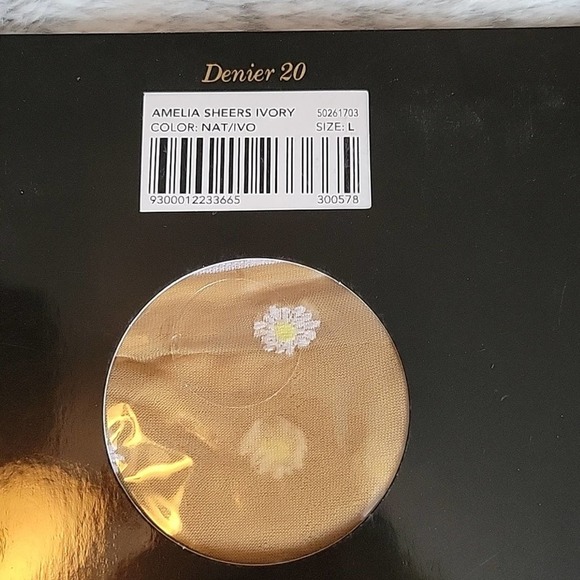 Denier 20
AMELIA SHEERS IVORY 50261703
COLOR: NAT/IVO SIZE: L
9300012233665 300578